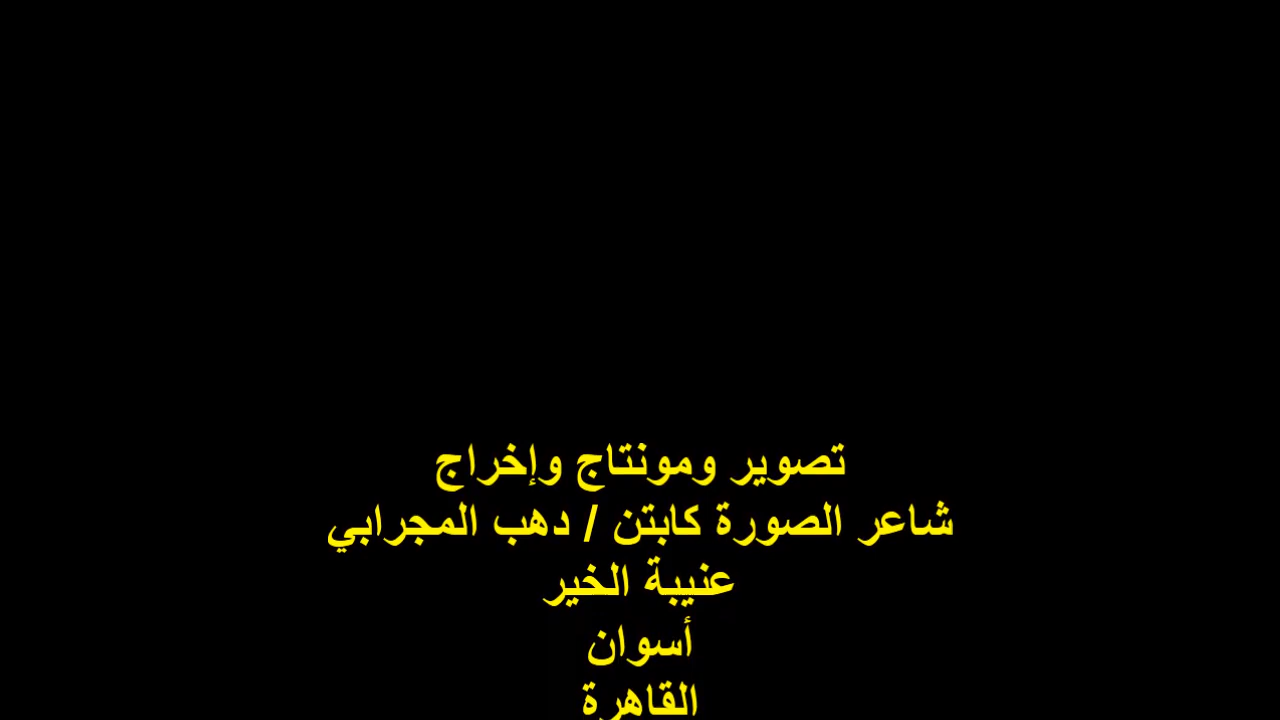 تصوير ومونتاج وإخراج
شاعر الصورة كابتن / دهب المجرابي
عنيبة الخير
أسوان
القاهرة